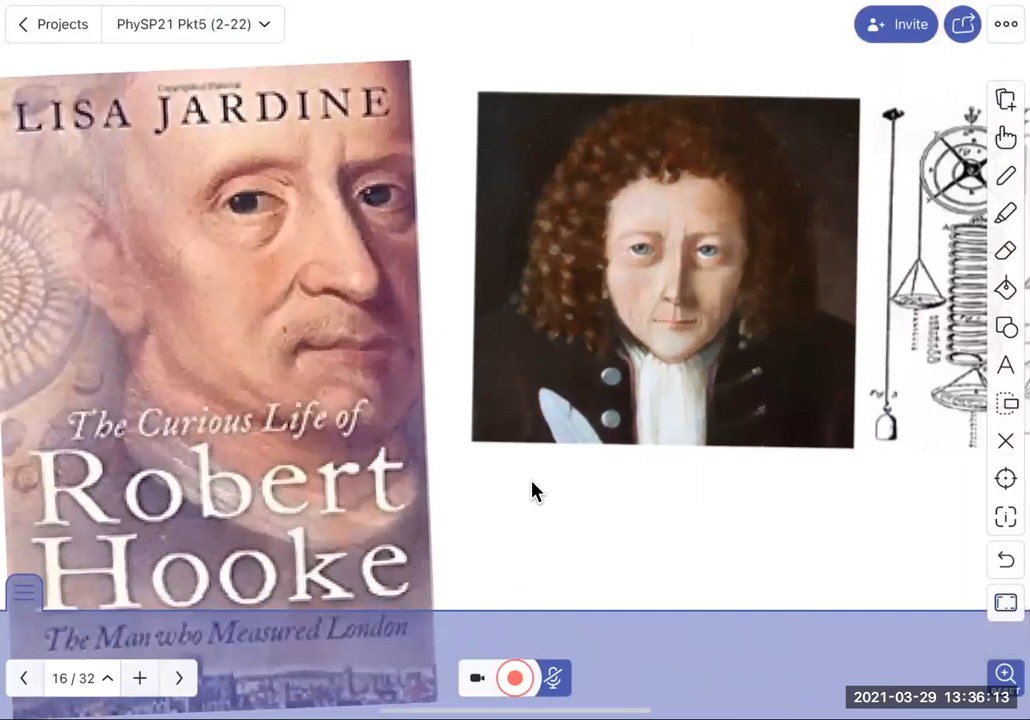 Projects
PhySP21 Pkt5 (2-22)
Invite
LISA JARDINE
The Curious Life of
Robert
Hooke
The Man who Measured London
A
16 / 32
2021-03-29 13:36:13